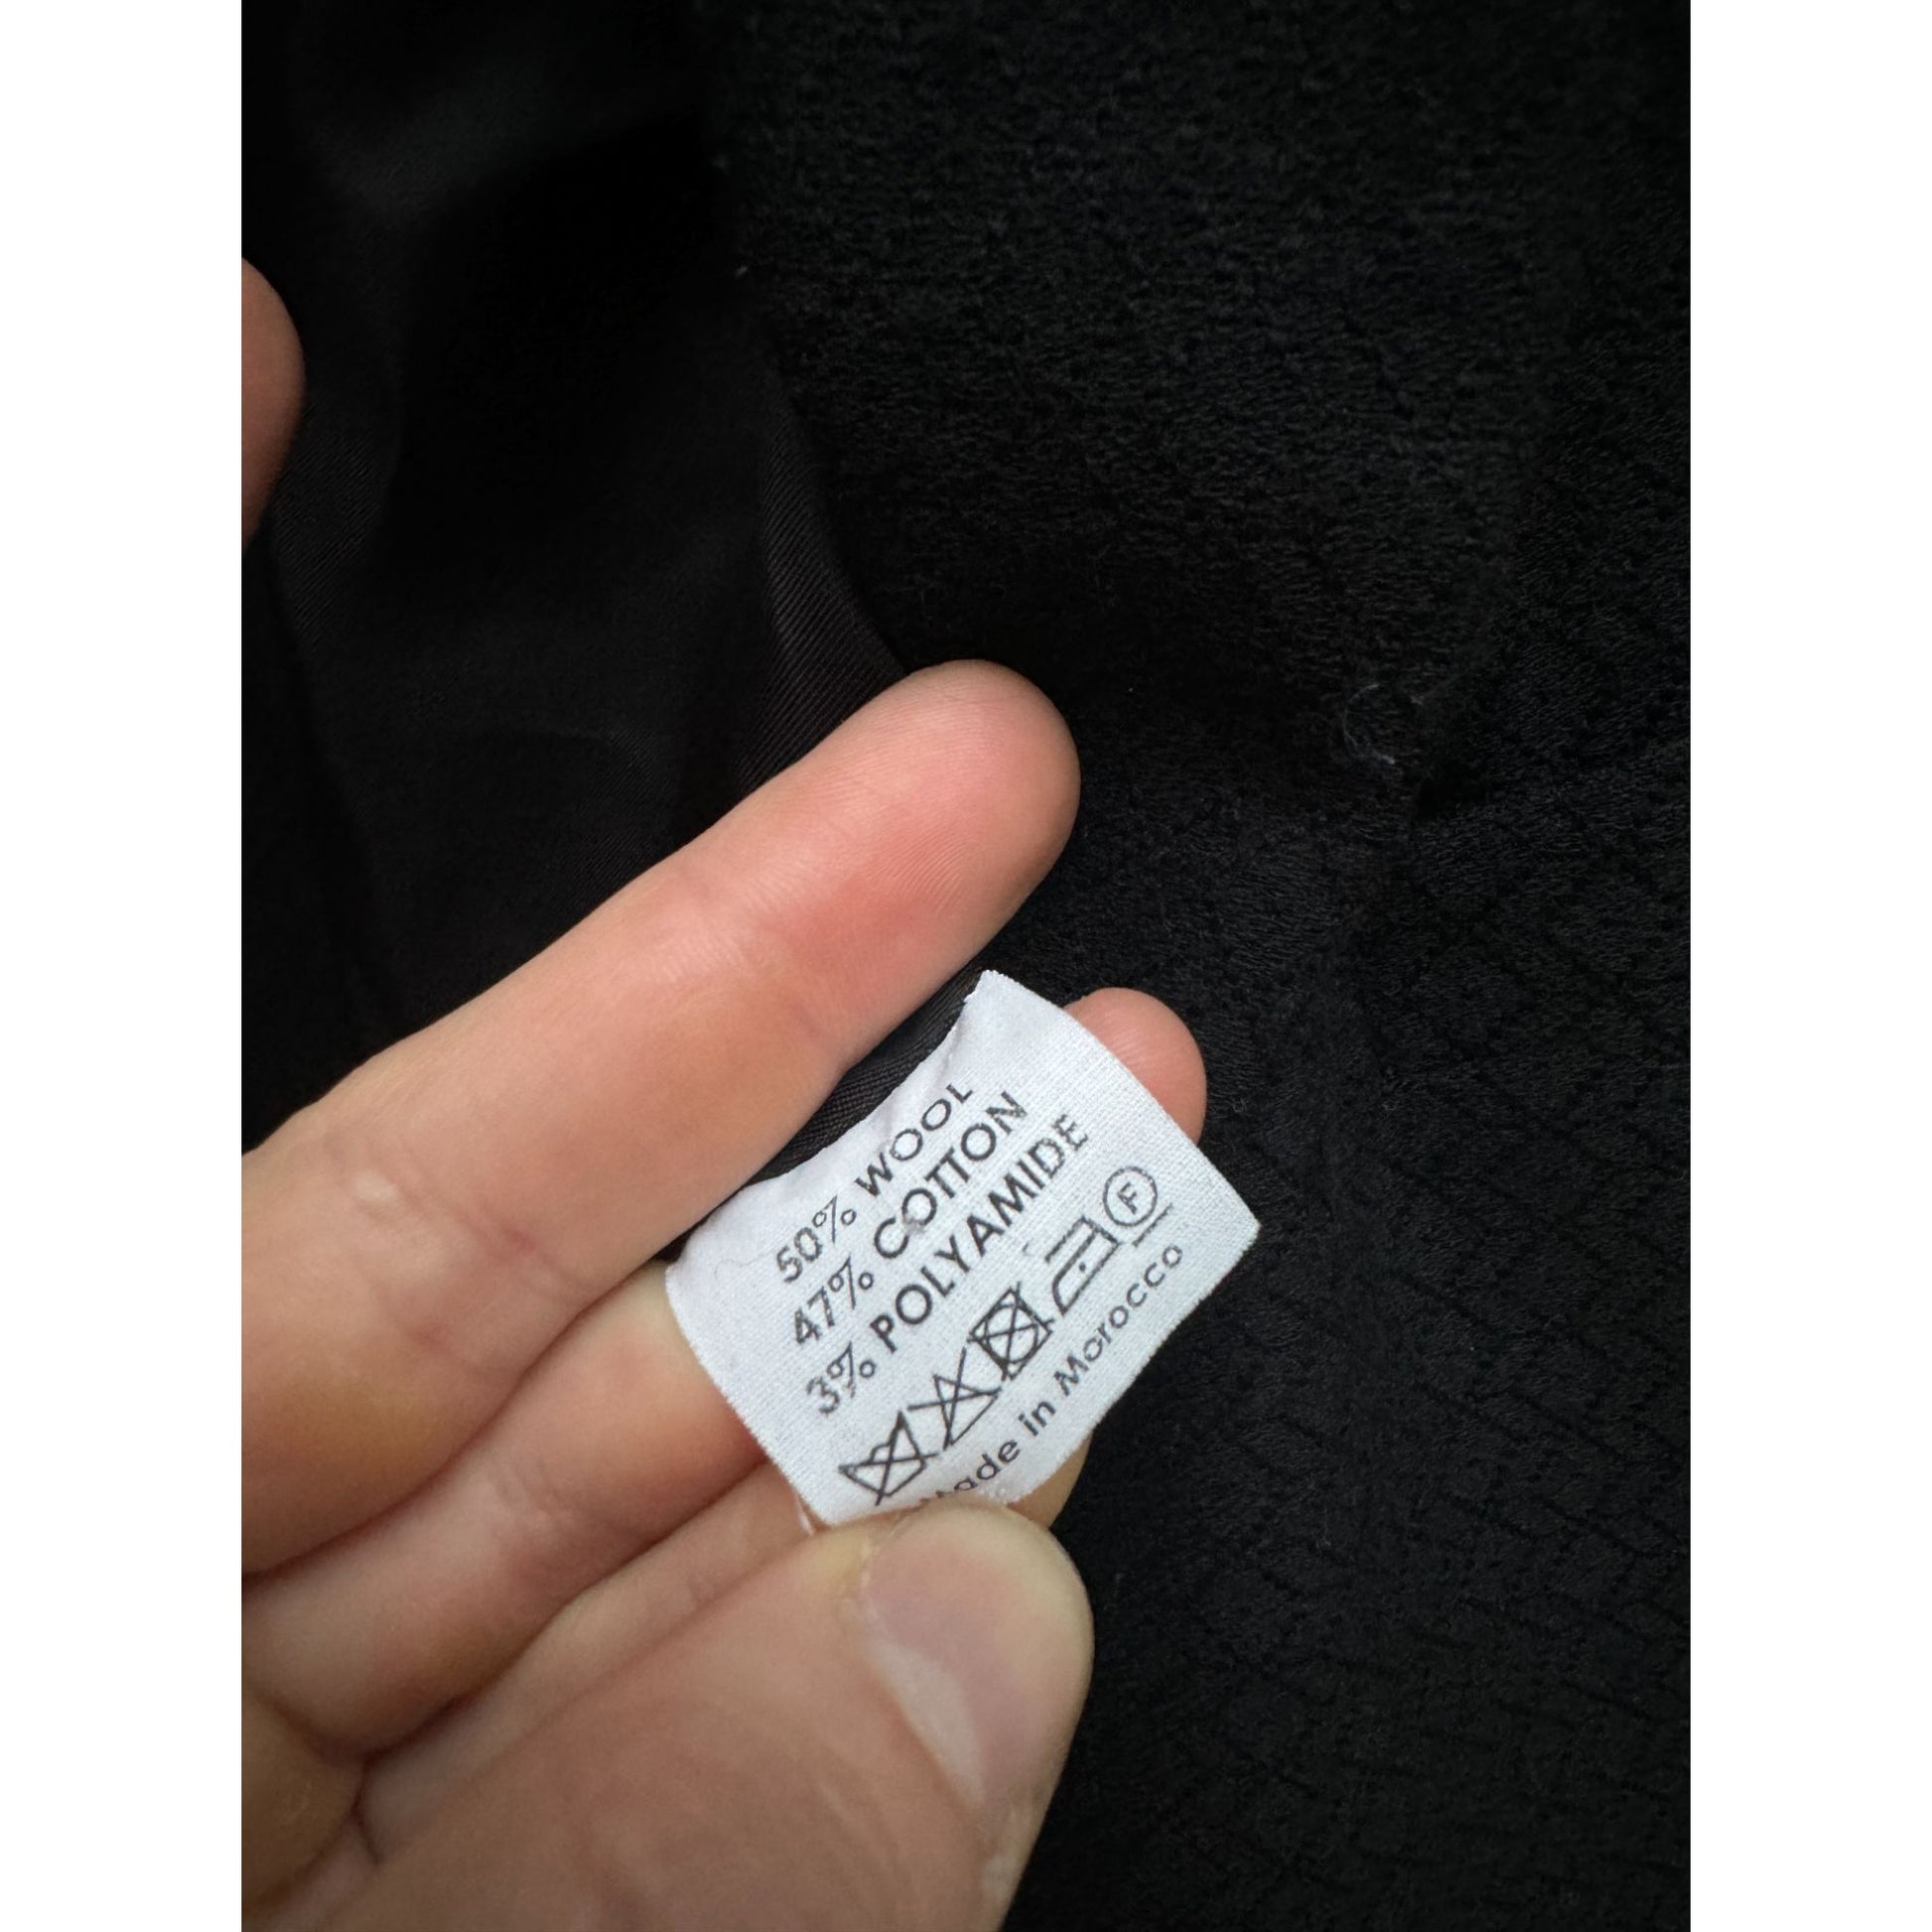 50% WOOL
47% COTTON
3% POLYAMIDE
F
Made in Morocco